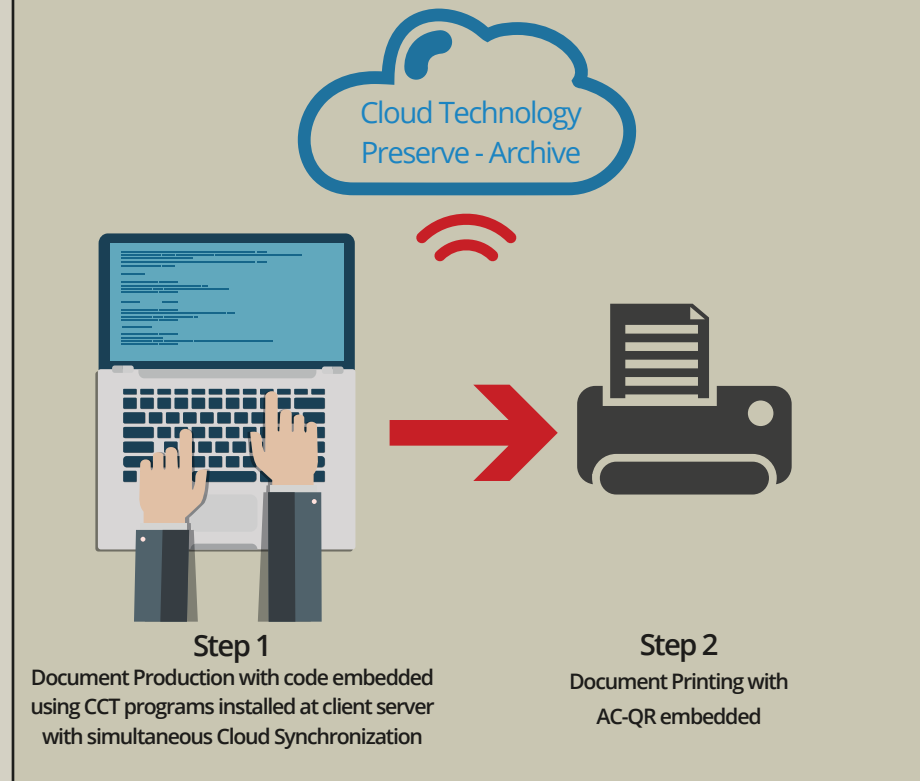 Cloud Technology
Preserve - Archive
Step 1
Document Production with code embedded
using CCT programs installed at client server
with simultaneous Cloud Synchronization
Step 2
Document Printing with
AC-QR embedded